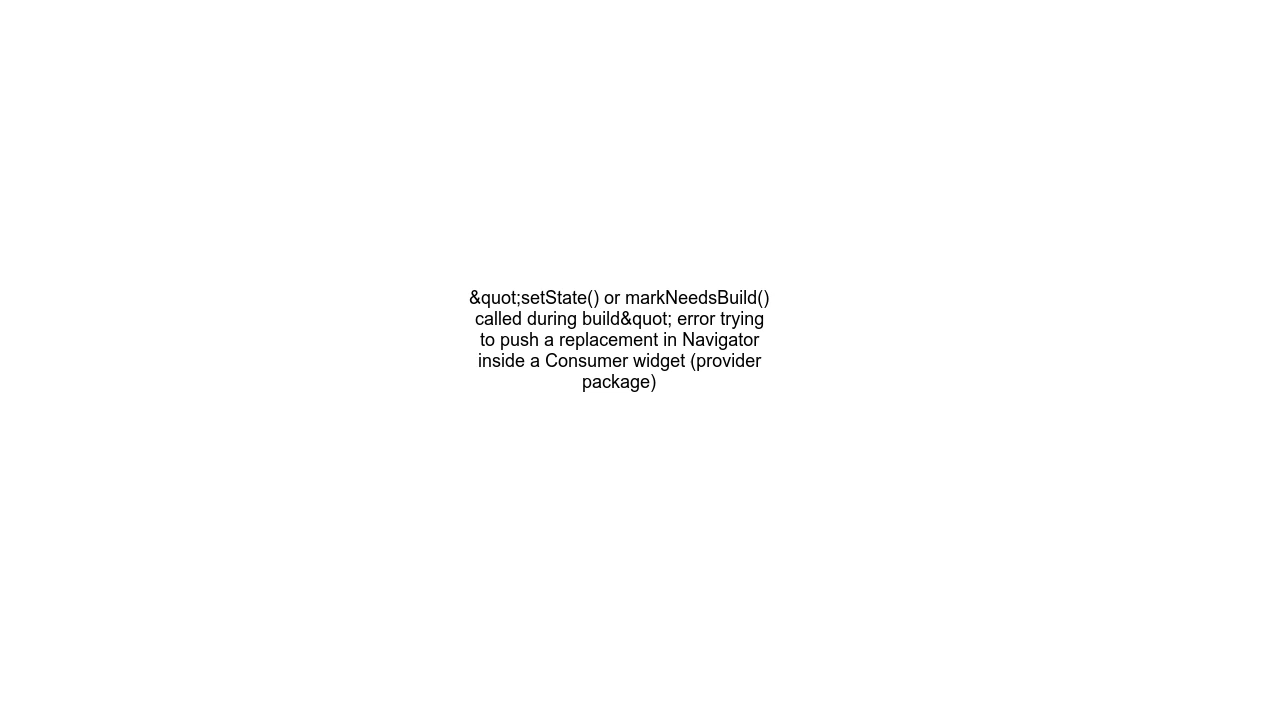 &quot;setState() or markNeedsBuild()
called during build&quot; error trying
to push a replacement in Navigator
inside a Consumer widget (provider
package)